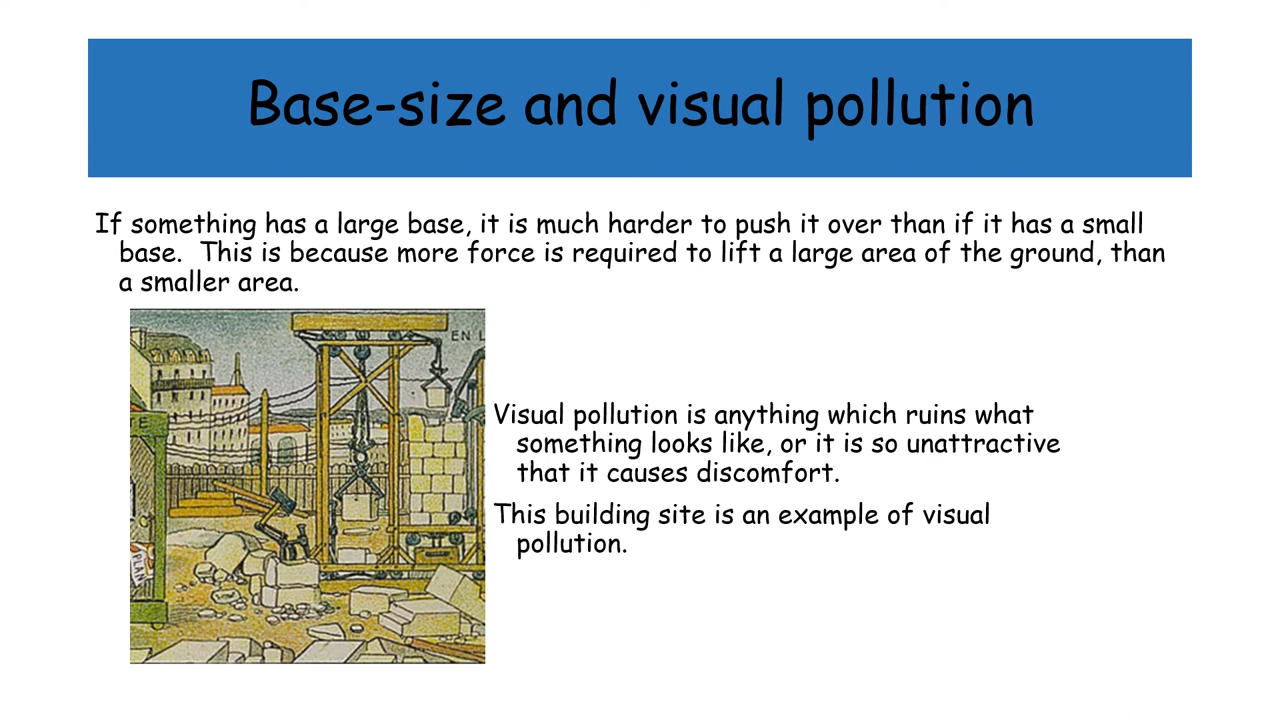 Base-size and visual pollution
If something has a large base, it is much harder to push it over than if it has a small
base.  This is because more force is required to lift a large area of the ground, than
a smaller area.
EN L
TE
PLAN
Visual pollution is anything which ruins what
something looks like, or it is so unattractive
that it causes discomfort.
This building site is an example of visual
pollution.